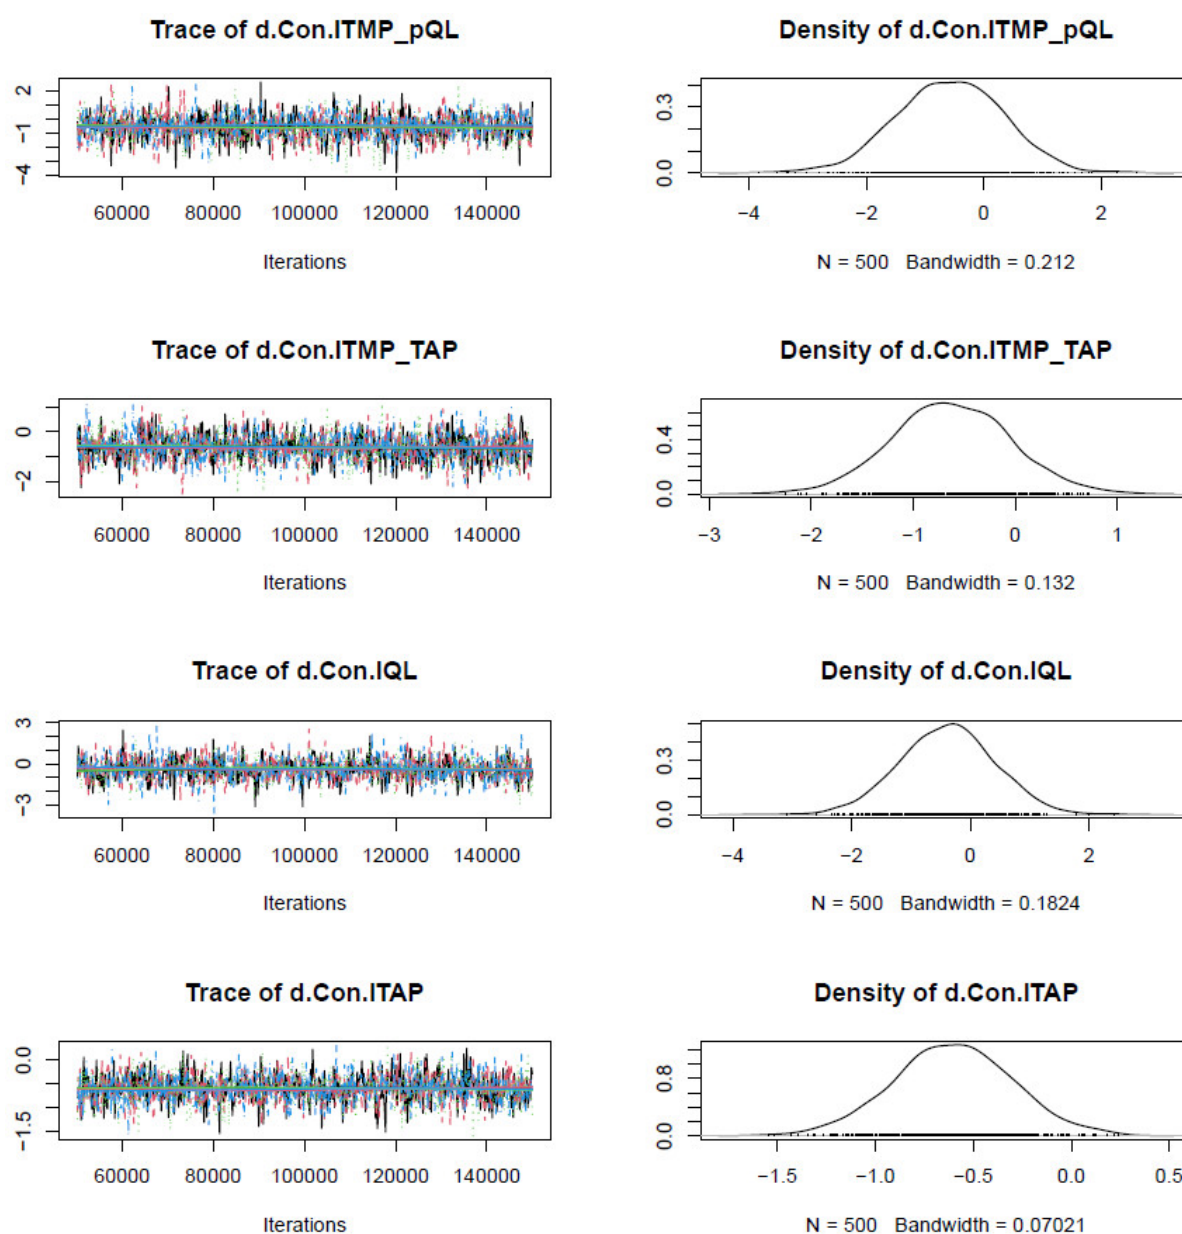 Trace of d.Con.ITMP_pQL
Density of d.Con.ITMP_pQL
2
−1
−4
60000 80000 100000 120000 140000
Iterations
0.3
0.0
−4 −2 0 2
N = 500 Bandwidth = 0.212
Trace of d.Con.ITMP_TAP
Density of d.Con.ITMP_TAP
0
−2
60000 80000 100000 120000 140000
Iterations
0.4
0.0
−3 −2 −1 0 1
N = 500 Bandwidth = 0.132
Trace of d.Con.IQL
Density of d.Con.IQL
3
0
−3
60000 80000 100000 120000 140000
Iterations
0.3
0.0
−4 −2 0 2
N = 500 Bandwidth = 0.1824
Trace of d.Con.ITAP
Density of d.Con.ITAP
0.0
−1.5
60000 80000 100000 120000 140000
Iterations
0.8
0.0
−1.5 −1.0 −0.5 0.0 0.5
N = 500 Bandwidth = 0.07021